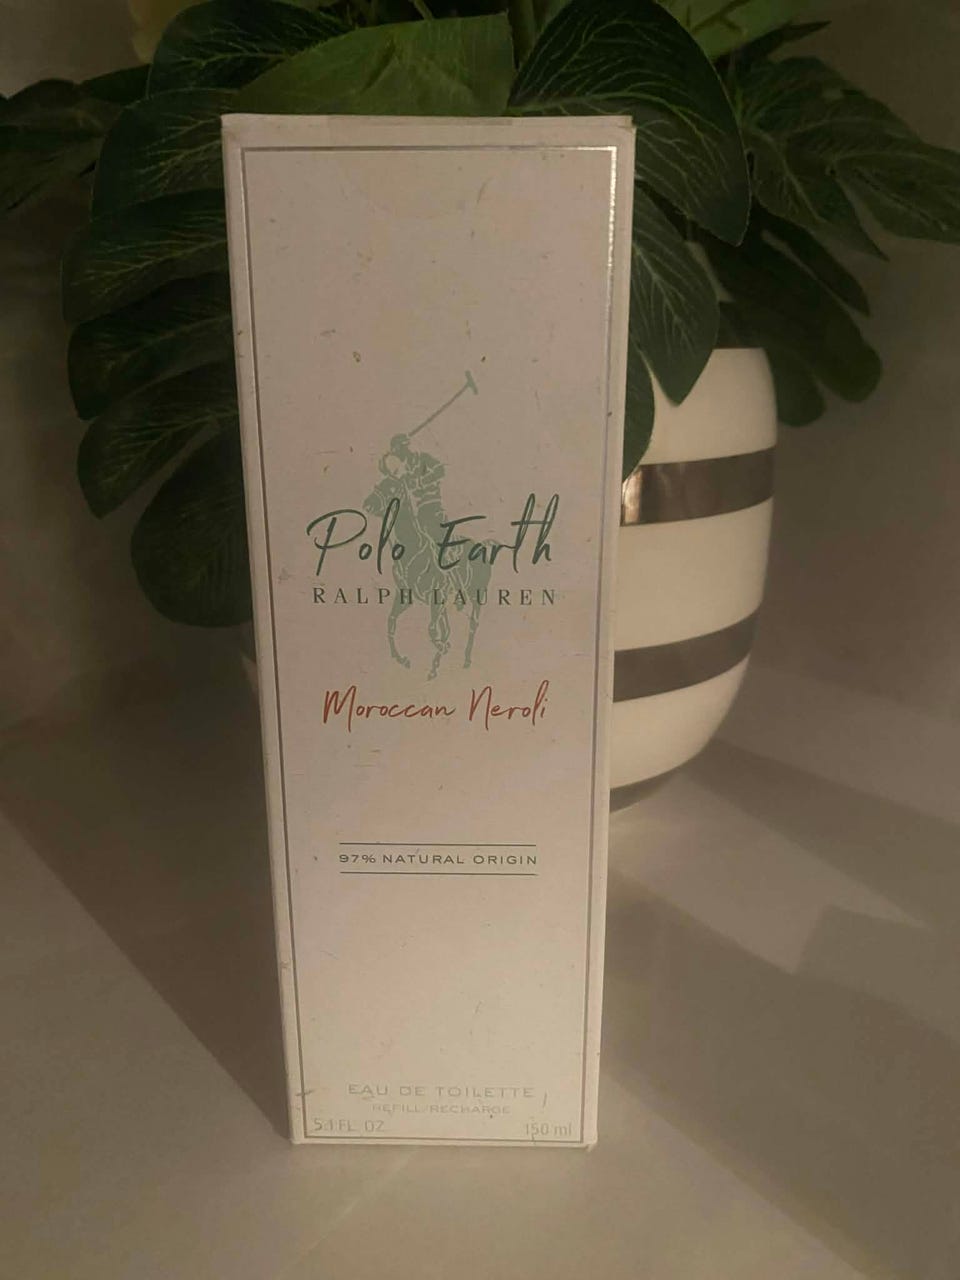 Polo Earth
RALPH LAUREN
Moroccan Neroli
97% NATURAL ORIGIN
EAU DE TOILETTE
REFILL/RECHARGE
5.1 FL. OZ. 150 ml